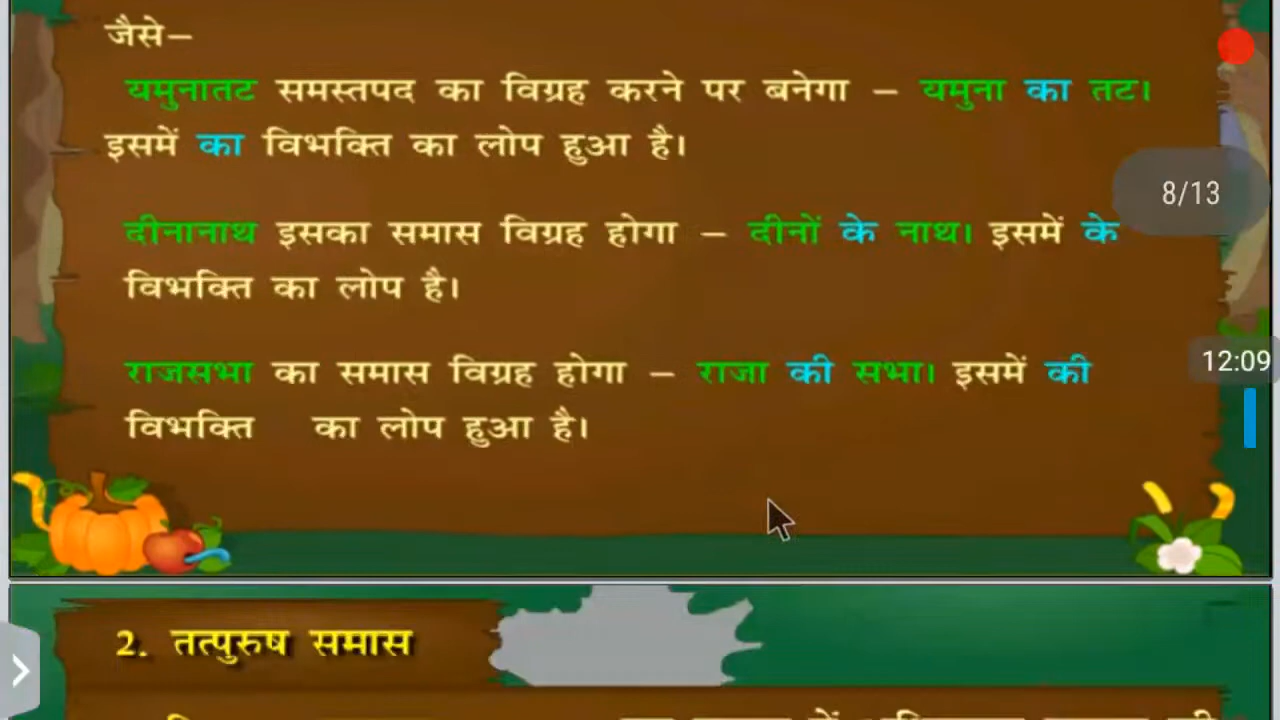 जैसे–
यमुनातट समस्तपद का विग्रह करने पर बनेगा – यमुना का तट।
इसमें का विभक्ति का लोप हुआ है।
8/13
दीनानाथ इसका समास विग्रह होगा – दीनों के नाथ। इसमें के
विभक्ति का लोप है।
12:09
राजसभा का समास विग्रह होगा – राजा की सभा। इसमें की
विभक्ति का लोप हुआ है।
2. तत्पुरुष समास